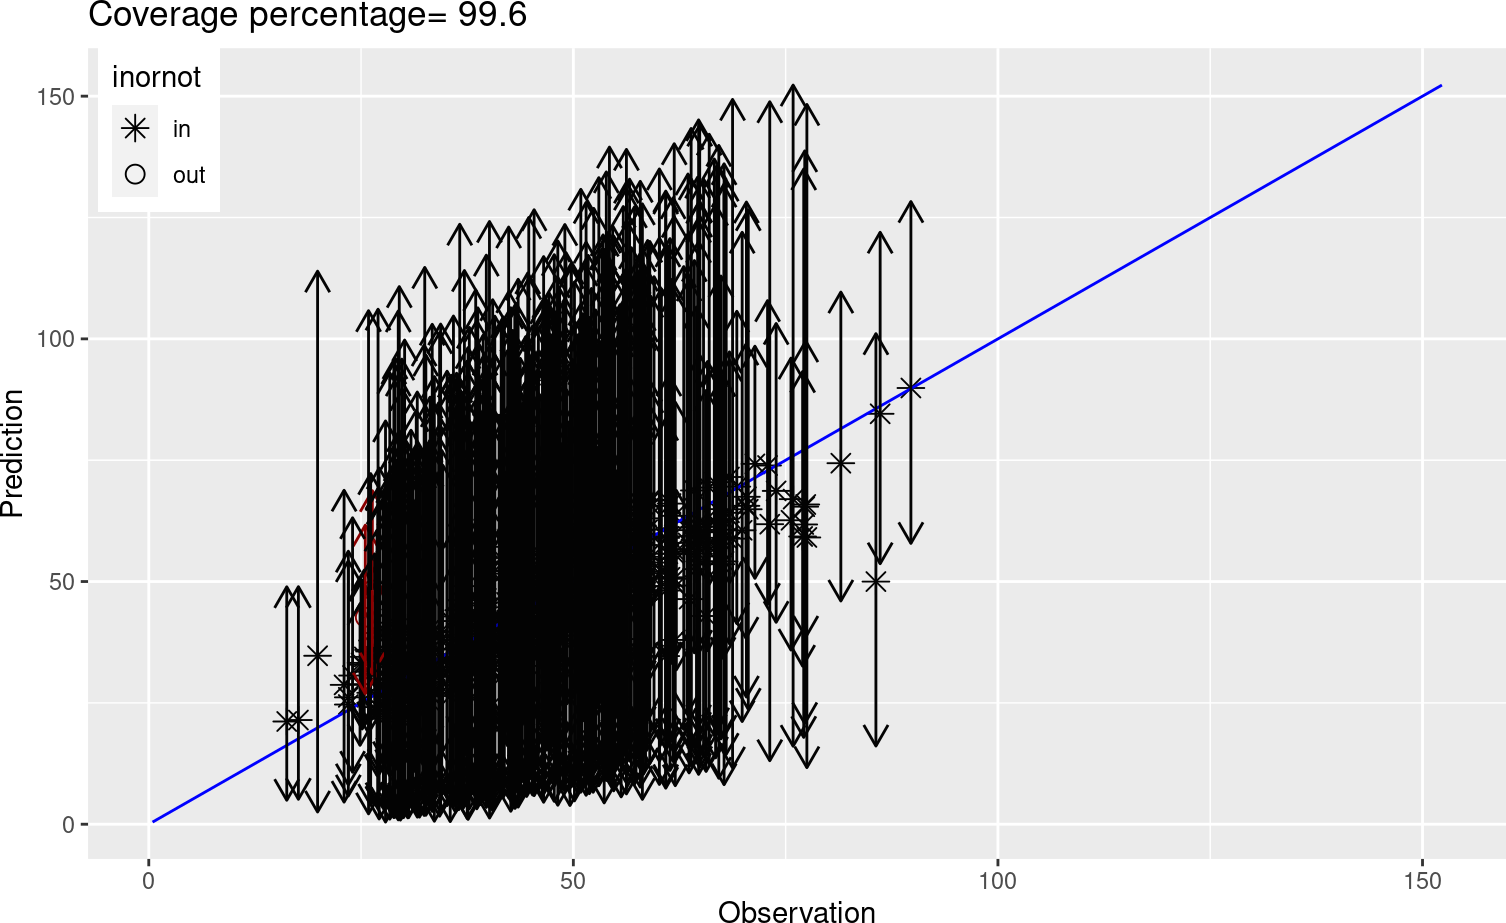 Coverage percentage= 99.6
inornot
in
out
150
100
50
0
Prediction
0 50 100 150
Observation